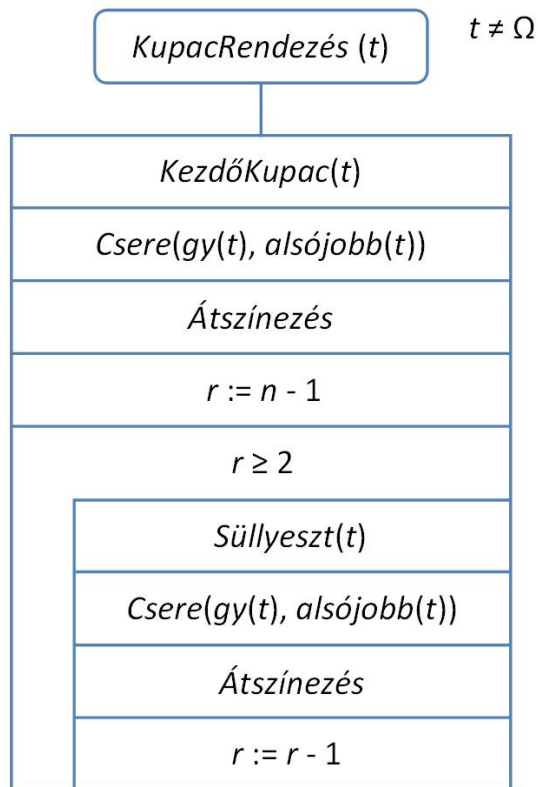 KupacRendezés (t)
t ≠ Ω
KezdőKupac(t)
Csere(gy(t), alsójobb(t))
Átszínezés
r := n - 1
r ≥ 2
Süllyeszt(t)
Csere(gy(t), alsójobb(t))
Átszínezés
r := r - 1